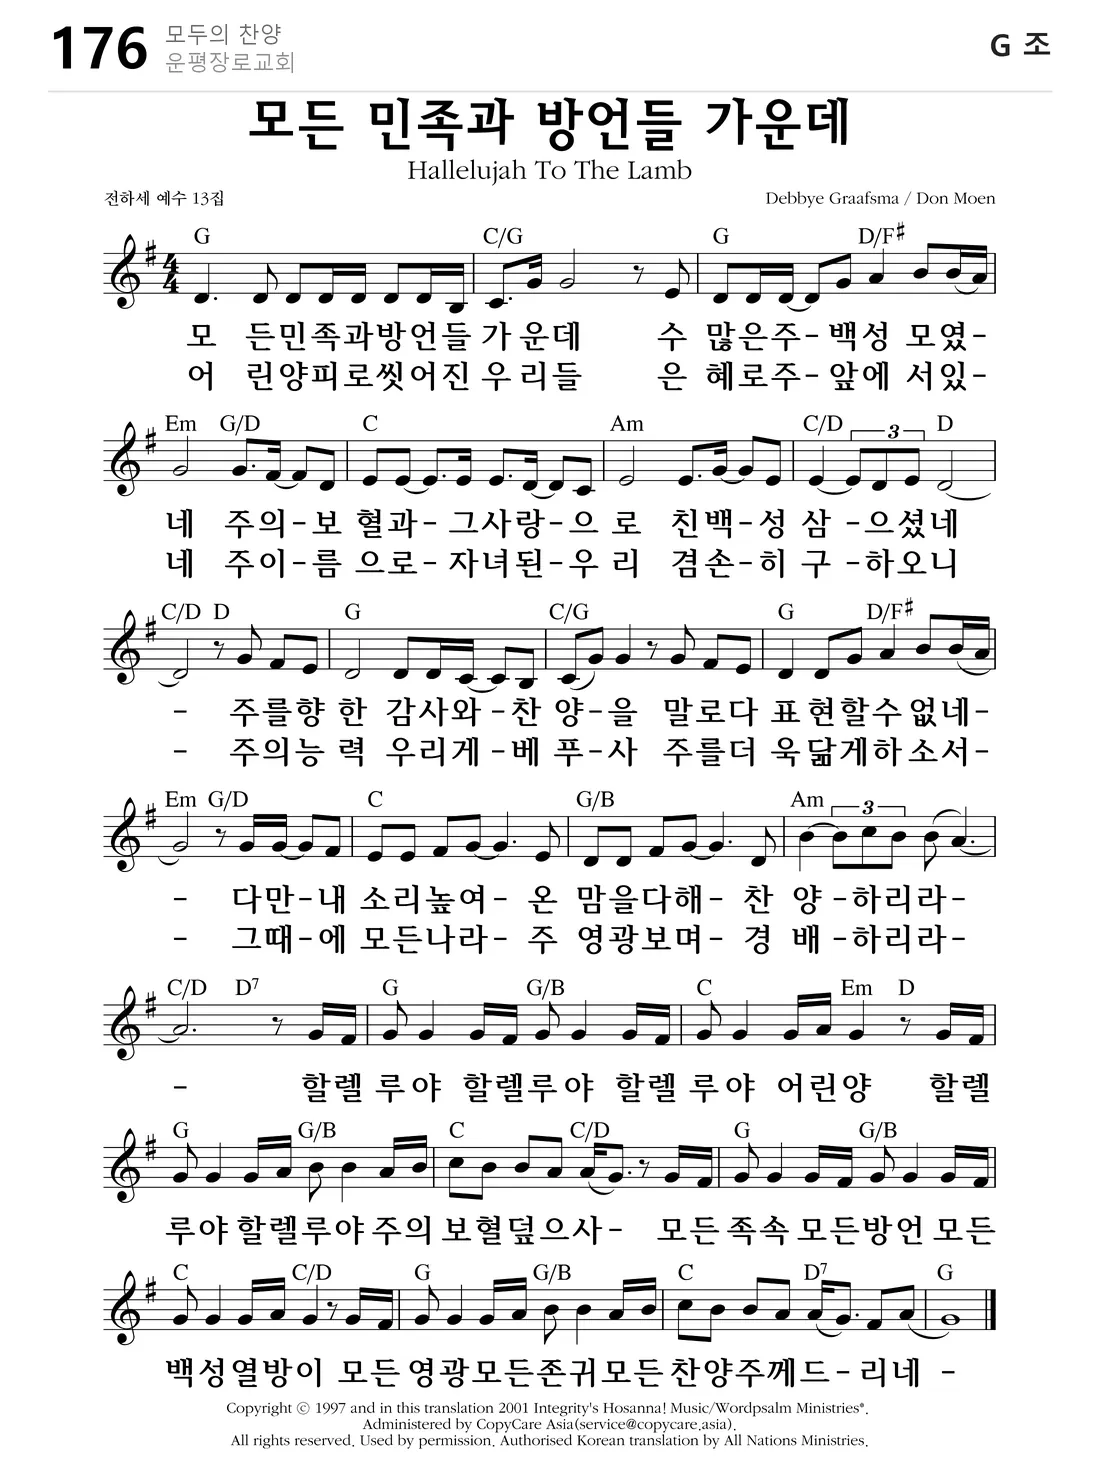 176 모두의 찬양
운평장로교회
G 조
모든 민족과 방언들 가운데
Hallelujah To The Lamb
전하세 예수 13집 Debbye Graafsma / Don Moen
G C/G G D/F#
모 든민족과방언들 가운데 수 많은주-백성 모였-
어 린양피로씻어진 우리들 은 혜로주-앞에 서있-
Em G/D C Am C/D 3 D
네 주의-보 혈과-그사랑-으로 친백-성 삼-으셨네
네 주이-름 으로-자녀된-우리 겸손-히 구-하오니
C/D D G C/G G D/F#
- 주를향 한 감사와-찬 양-을 말로다 표현할수없네-
- 주의능 력 우리게-베 푸-사 주를더 욱닮게하소서-
Em G/D C G/B Am 3
- 다만-내 소리높여- 온 맘을다해- 찬 양-하리라-
- 그때-에 모든나라- 주 영광보며- 경 배-하리라-
C/D D7 G G/B C Em D
- 할렐 루야 할렐루야 할렐 루야 어린양 할렐
G G/B C C/D G G/B
루야 할렐루야 주의 보혈덮으사- 모든 족속 모든방언 모든
C C/D G G/B C D7 G
백성열방이 모든 영광모든존귀모든 찬양주께드-리네 -
Copyright ⓒ 1997 and in this translation 2001 Integrity's Hosanna! Music/Wordpsalm Ministries*.
Administered by CopyCare Asia(service@copycare.asia).
All rights reserved. Used by permission. Authorised Korean translation by All Nations Ministries.